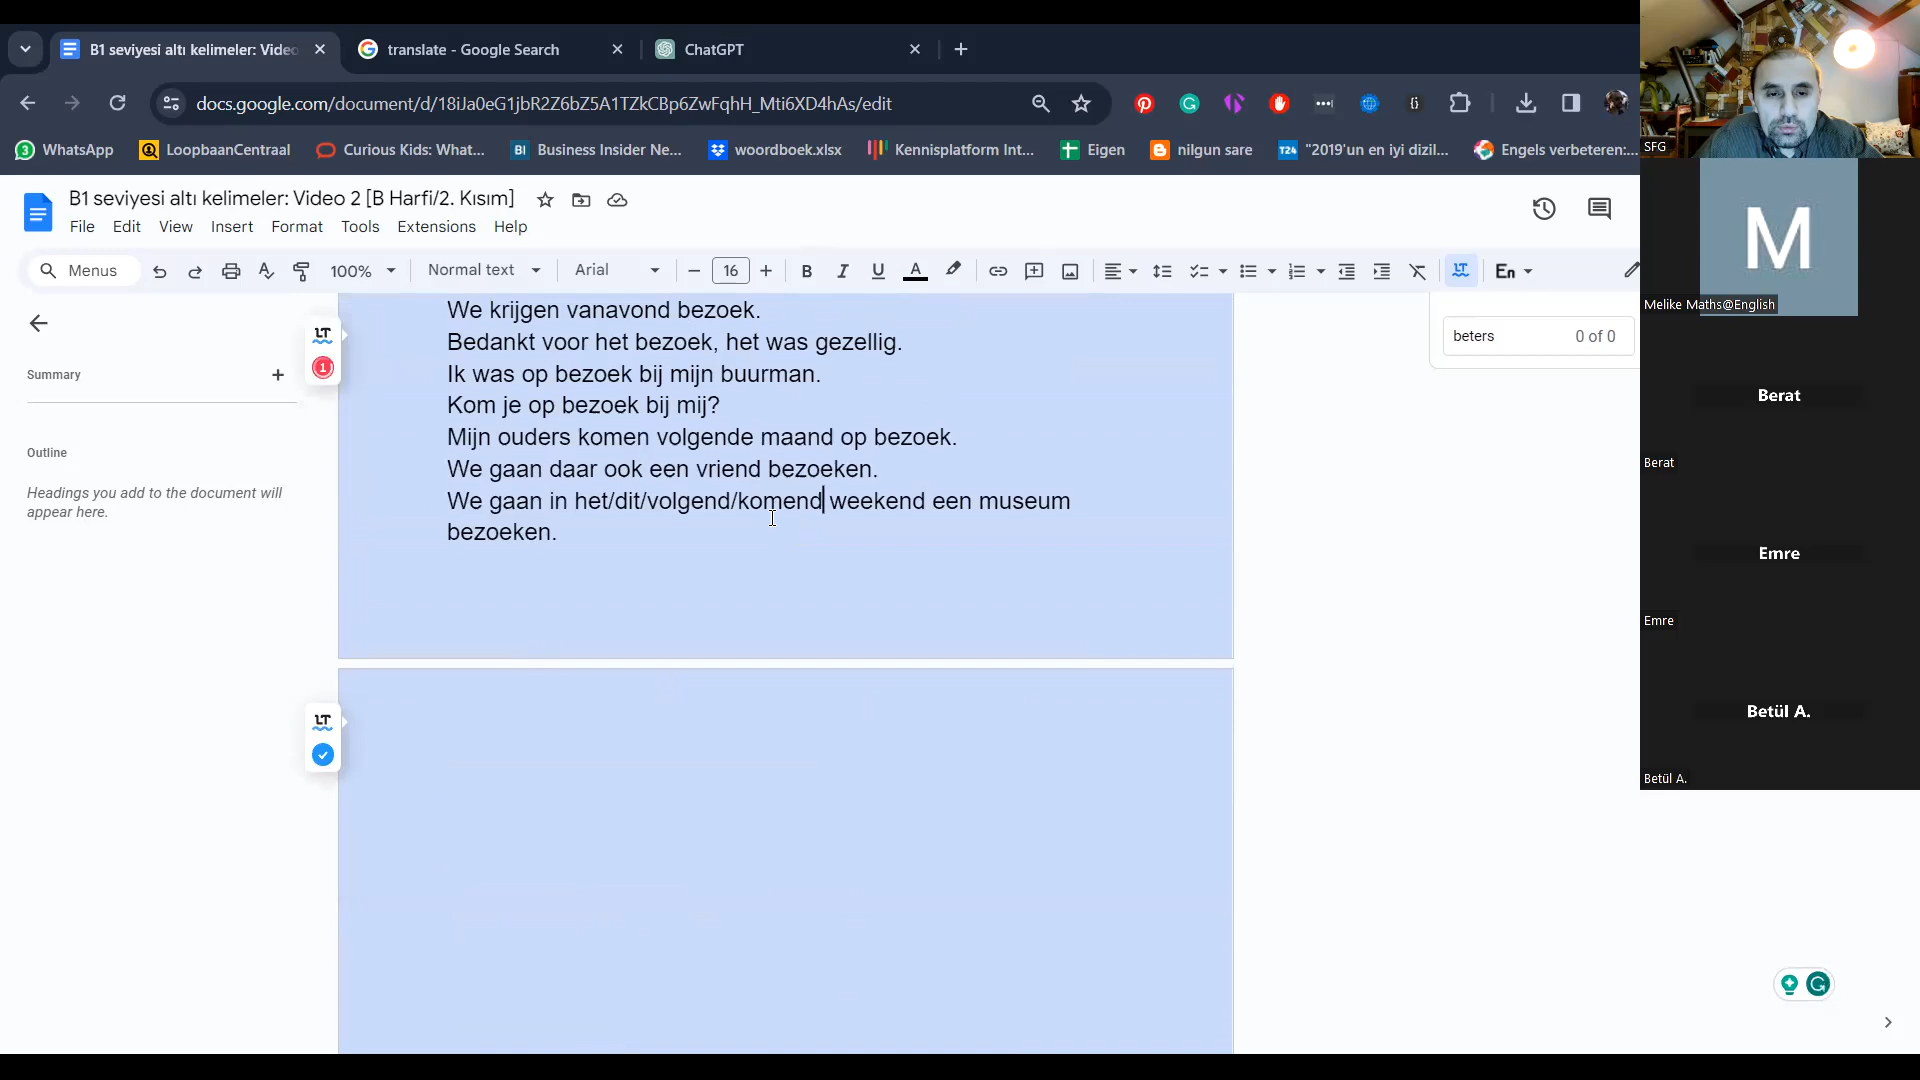 B1 seviyesi altı kelimeler: Video
translate - Google Search
ChatGPT
docs.google.com/document/d/18iJa0eG1jbR2Z6bZ5A1TZkCBp6ZwFqhH_Mti6XD4hAs/edit
WhatsApp
LoopbaanCentraal
Curious Kids: What...
BI
Business Insider Ne...
woordboek.xlsx
Kennisplatform Int...
Eigen
nilgun sare
T24
"2019'un en iyi dizil...
Engels verbeteren:...
B1 seviyesi altı kelimeler: Video 2 [B Harfi/2. Kısım]
File Edit View Insert Format Tools Extensions Help
Menus
100%
Normal text
Arial
16
B
I
U
A
LT
En
We krijgen vanavond bezoek.
Bedankt voor het bezoek, het was gezellig.
Ik was op bezoek bij mijn buurman.
Kom je op bezoek bij mij?
Mijn ouders komen volgende maand op bezoek.
We gaan daar ook een vriend bezoeken.
We gaan in het/dit/volgend/komend weekend een museum
bezoeken.
LT
1
LT
Summary
Outline
Headings you add to the document will
appear here.
beters
0 of 0
SFG
M
Melike Maths@English
Berat
Berat
Emre
Emre
Betül A.
Betül A.